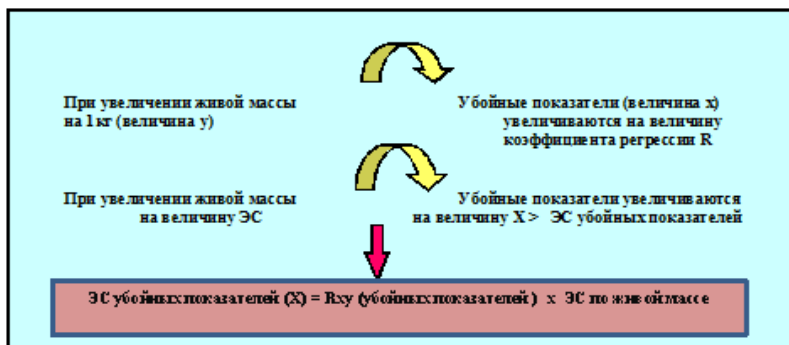 При увеличении живой массы
на 1 кг (величина y)
Убойные показатели (величина x)
увеличиваются на величину
коэффициента регрессии R
При увеличении живой массы
на величину ЭС
Убойные показатели увеличиваются
на величину X > ЭС убойных показателей
ЭС убойных показателей (X) = Rxy (убойных показателей) x ЭС по живой массе